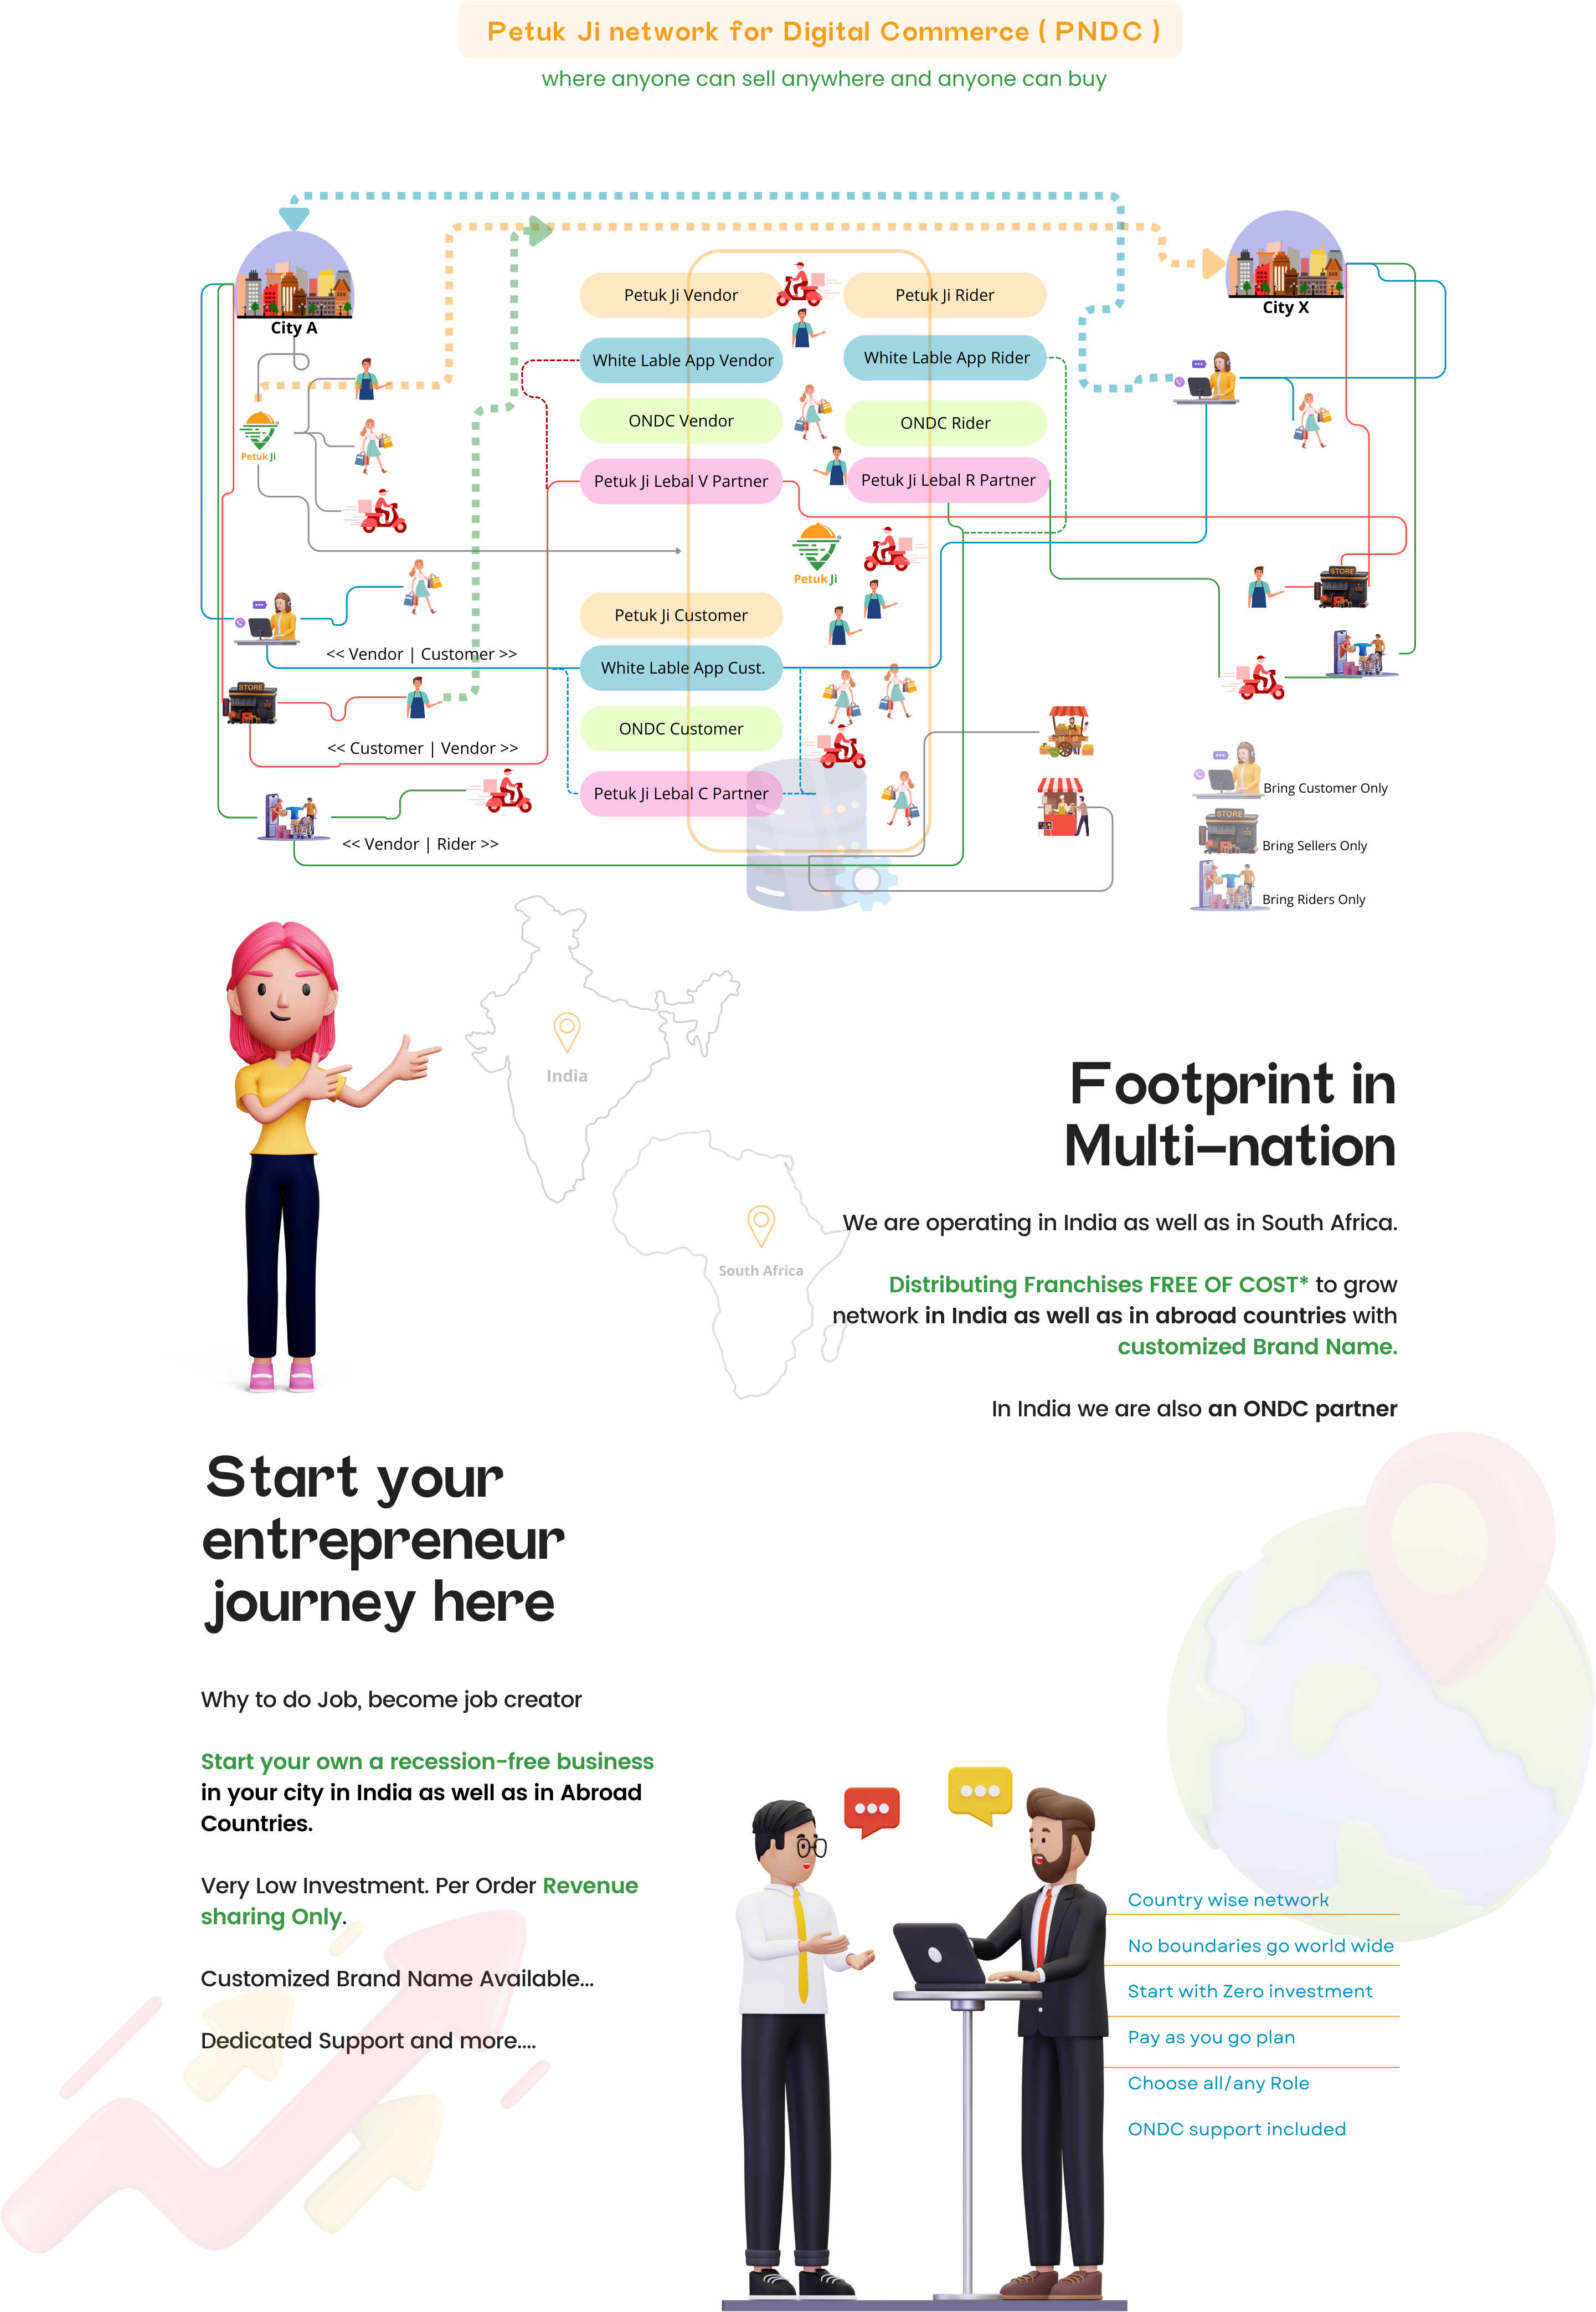 Petuk Ji network for Digital Commerce ( PNDC )
where anyone can sell anywhere and anyone can buy
City A
City X
Petuk Ji Vendor
Petuk Ji Rider
White Lable App Vendor
White Lable App Rider
ONDC Vendor
ONDC Rider
Petuk Ji
Petuk Ji Lebal V Partner
Petuk Ji Lebal R Partner
Petuk Ji
STORE
Petuk Ji Customer
<< Vendor | Customer >>
White Lable App Cust.
STORE
ONDC Customer
<< Customer | Vendor >>
Petuk Ji Lebal C Partner
<< Vendor | Rider >>
Bring Customer Only
STORE
Bring Sellers Only
Bring Riders Only
India
South Africa
Footprint in
Multi-nation
We are operating in India as well as in South Africa.
Distributing Franchises FREE OF COST* to grow
network in India as well as in abroad countries with
customized Brand Name.
In India we are also an ONDC partner
Start your
entrepreneur
journey here
Why to do Job, become job creator
Start your own a recession-free business
in your city in India as well as in Abroad
Countries.
Very Low Investment. Per Order Revenue
sharing Only.
Customized Brand Name Available...
Dedicated Support and more....
Country wise network
No boundaries go world wide
Start with Zero investment
Pay as you go plan
Choose all/any Role
ONDC support included